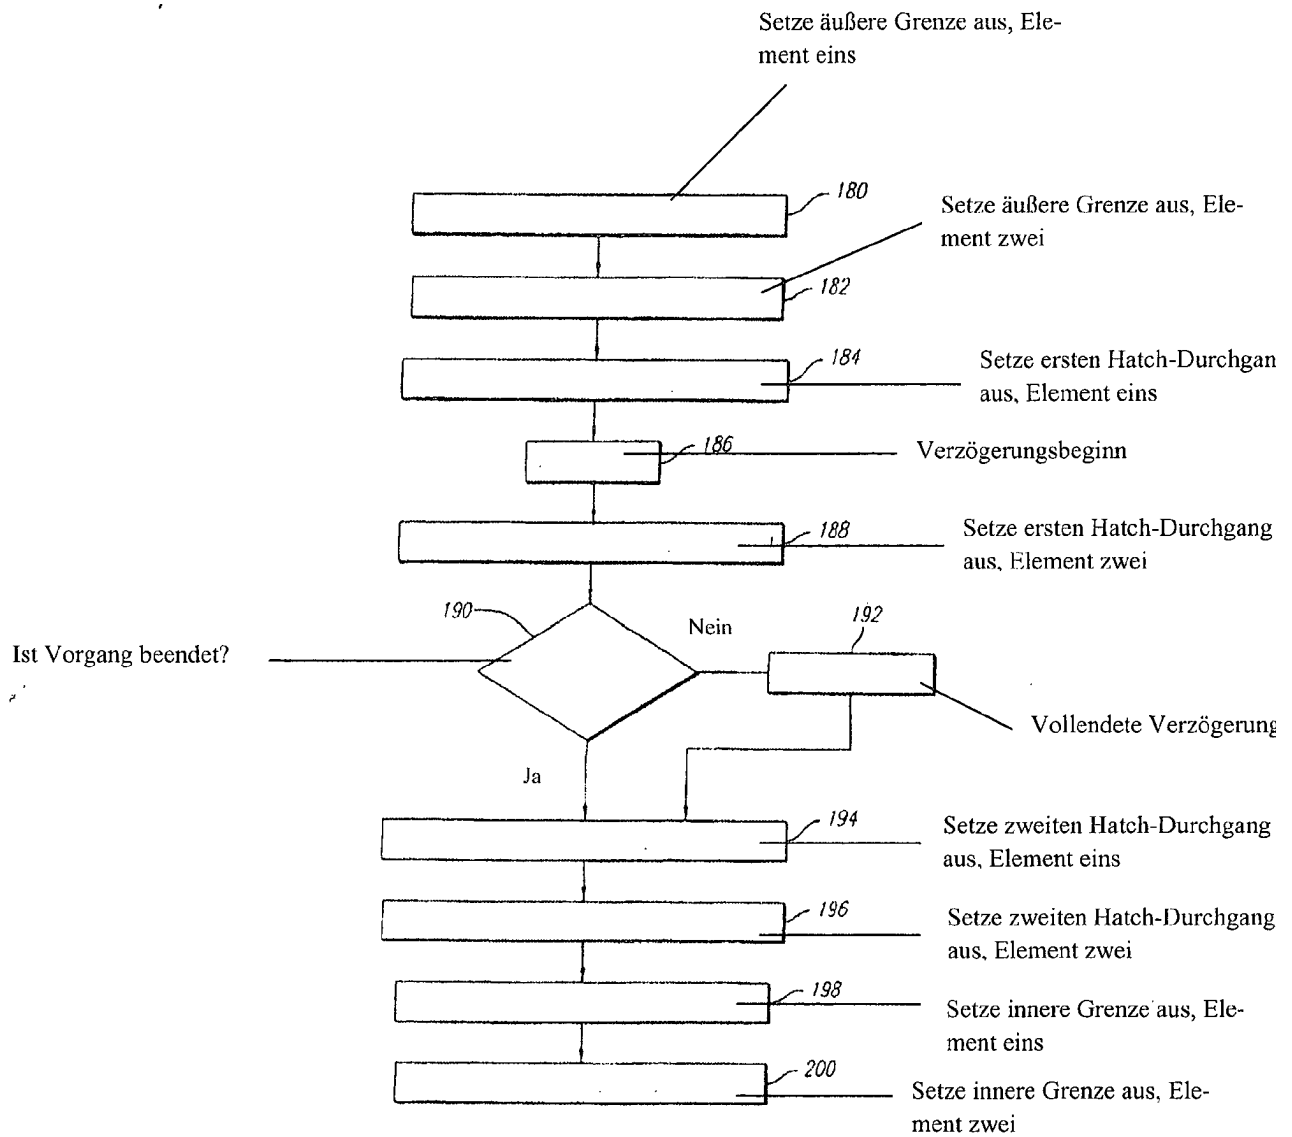 Setze äußere Grenze aus, Ele-
ment eins
180
Setze äußere Grenze aus, Ele-
ment zwei
182
184
Setze ersten Hatch-Durchgan
aus, Element eins
186
Verzögerungsbeginn
188
Setze ersten Hatch-Durchgang
aus, Element zwei
190
Nein
192
Ist Vorgang beendet?
Vollendete Verzögerung
Ja
194
Setze zweiten Hatch-Durchgang
aus, Element eins
196
Setze zweiten Hatch-Durchgang
aus, Element zwei
198
Setze innere Grenze aus, Ele-
ment eins
200
Setze innere Grenze aus, Ele-
ment zwei